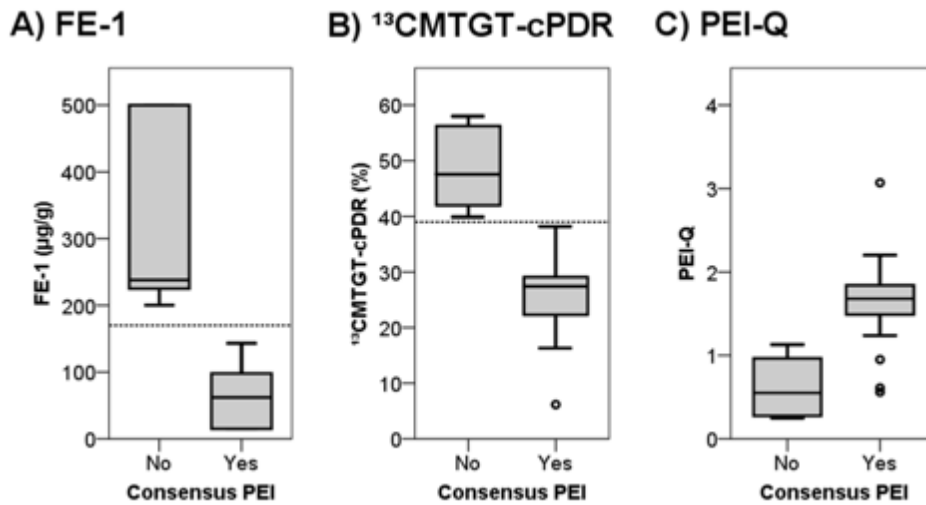 A) FE-1
B) ¹³CMTGT-cPDR
C) PEI-Q
FE-1 (µg/g)
500
400
300
200
100
0
No
Yes
Consensus PEI
¹³CMTGT-cPDR (%)
60
50
40
30
20
10
0
No
Yes
Consensus PEI
PEI-Q
4
3
2
1
0
No
Yes
Consensus PEI